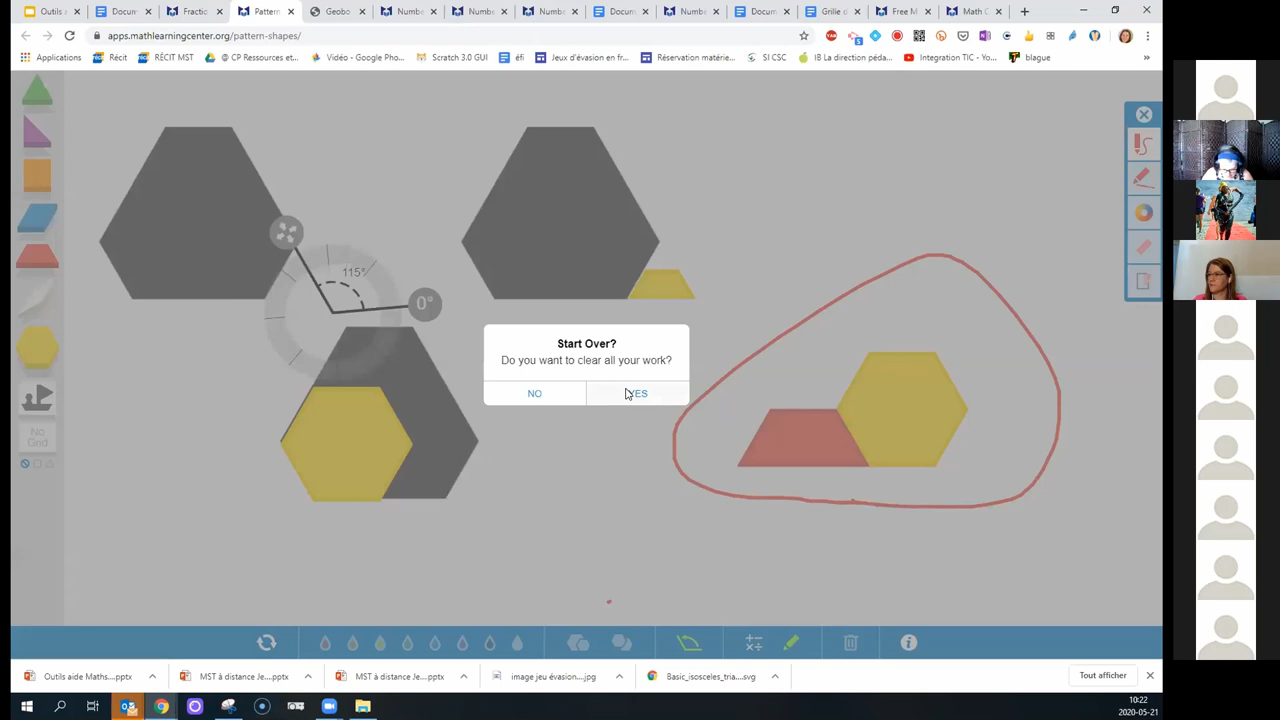 Outils a
Docum
Fractio
Pattern
Geobo
Numbe
Numbe
Numbe
Docum
Numbe
Docum
Grille d
Free M
Math C
apps.mathlearningcenter.org/pattern-shapes/
Applications
Récit
RÉCIT MST
@ CP Ressources et...
Vidéo - Google Pho...
Scratch 3.0 GUI
éfi
Jeux d'évasion en fr...
Réservation matérie...
SI CSC
IB La direction péda...
Integration TIC - Yo...
blague
»
115°
0°
Start Over?
Do you want to clear all your work?
NO
YES
No
Grid
Outils aide Maths....pptx
MST à distance Je....pptx
MST à distance Je....pptx
image jeu évasion....jpg
Basic_isosceles_tria....svg
Tout afficher
10:22
2020-05-21